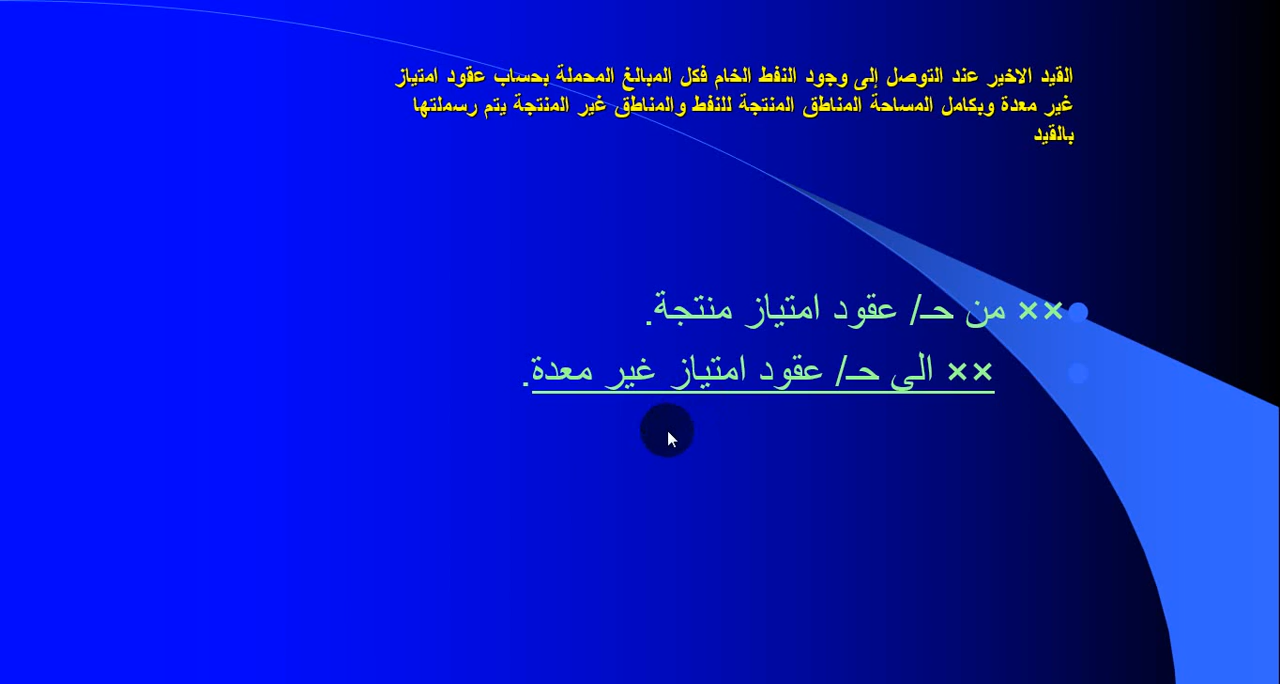 القيد الاخير عند التوصل إلى وجود النفط الخام فكل المبالغ المحملة بحساب عقود امتياز
غير معدة وبكامل المساحة المناطق المنتجة للنفط والمناطق غير المنتجة يتم رسملتها
بالقيد
×× من حـ/ عقود امتياز منتجة.
×× الى حـ/ عقود امتياز غير معدة.